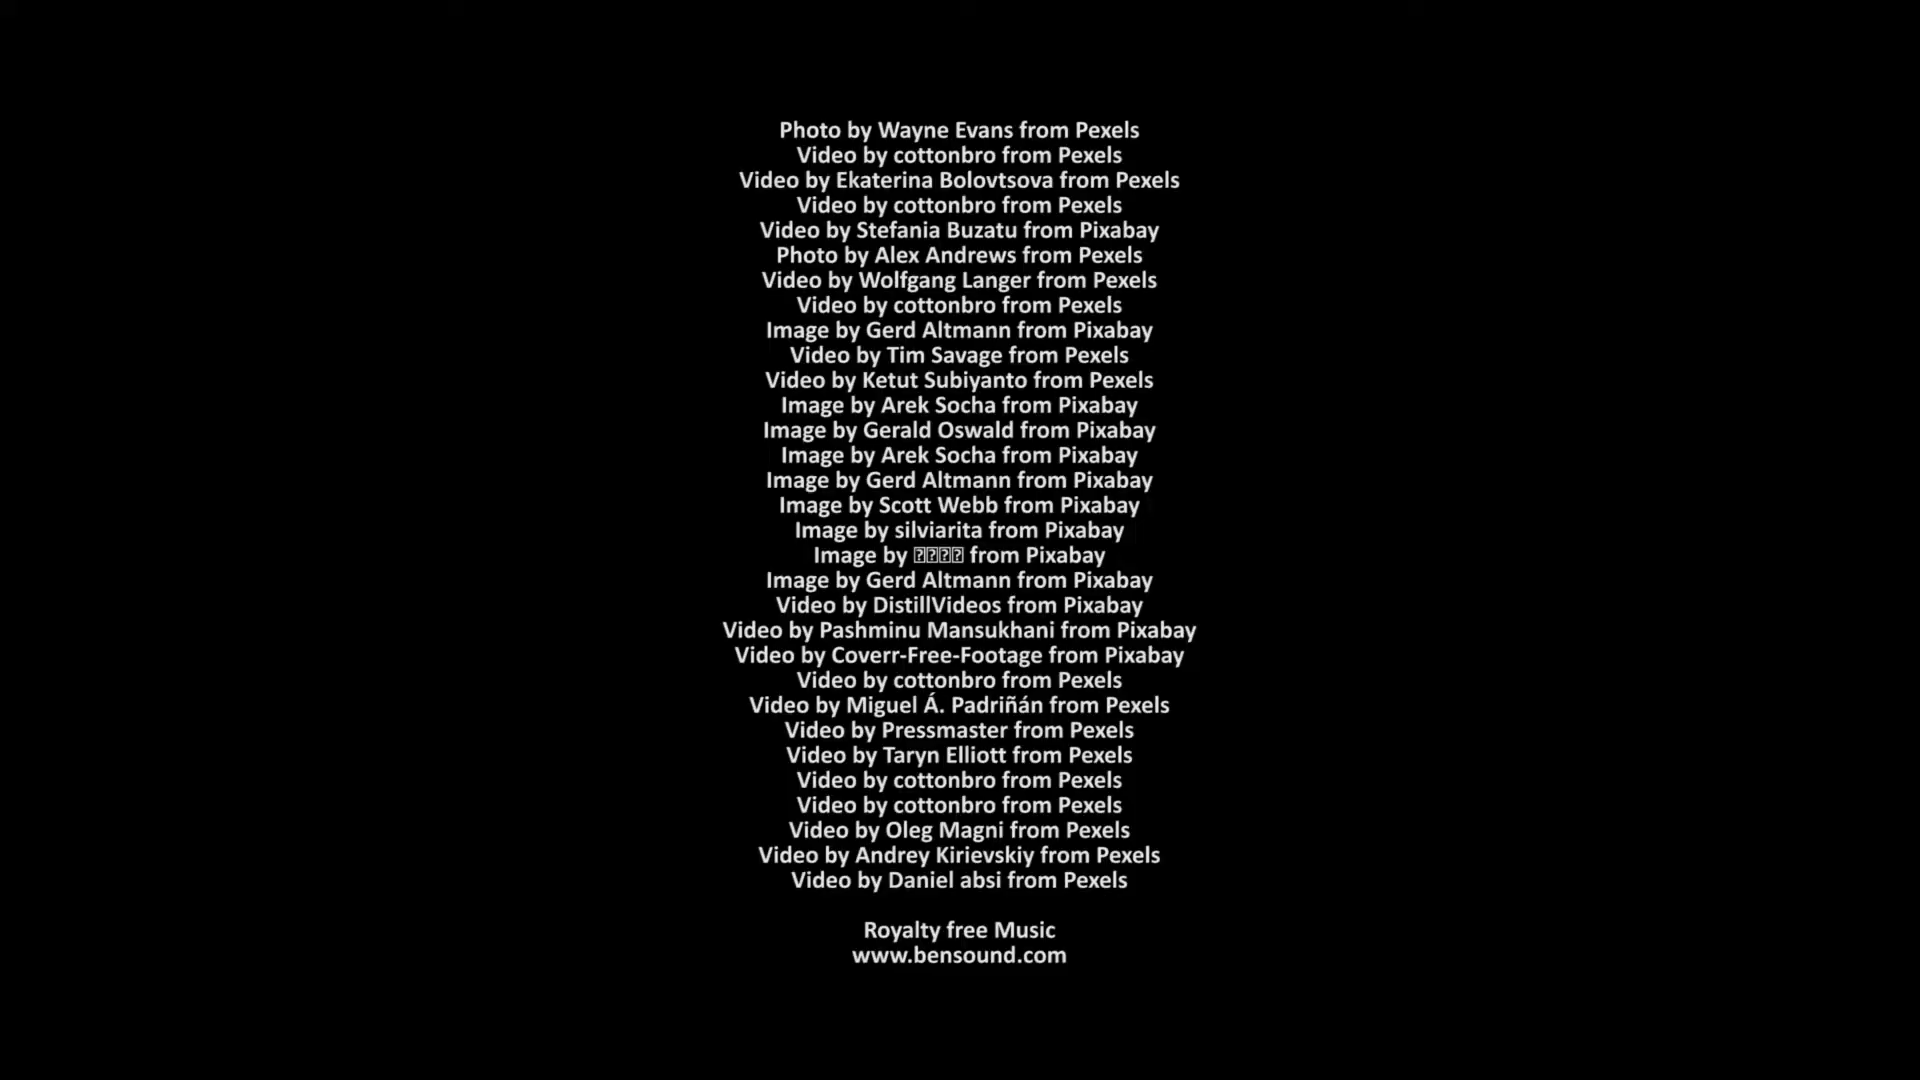 Photo by Wayne Evans from Pexels
Video by cottonbro from Pexels
Video by Ekaterina Bolovtsova from Pexels
Video by cottonbro from Pexels
Video by Stefania Buzatu from Pixabay
Photo by Alex Andrews from Pexels
Video by Wolfgang Langer from Pexels
Video by cottonbro from Pexels
Image by Gerd Altmann from Pixabay
Video by Tim Savage from Pexels
Video by Ketut Subiyanto from Pexels
Image by Arek Socha from Pixabay
Image by Gerald Oswald from Pixabay
Image by Arek Socha from Pixabay
Image by Gerd Altmann from Pixabay
Image by Scott Webb from Pixabay
Image by silviarita from Pixabay
Image by from Pixabay
Image by Gerd Altmann from Pixabay
Video by DistillVideos from Pixabay
Video by Pashminu Mansukhani from Pixabay
Video by Coverr-Free-Footage from Pixabay
Video by cottonbro from Pexels
Video by Miguel Á. Padriñán from Pexels
Video by Pressmaster from Pexels
Video by Taryn Elliott from Pexels
Video by cottonbro from Pexels
Video by cottonbro from Pexels
Video by Oleg Magni from Pexels
Video by Andrey Kirievskiy from Pexels
Video by Daniel absi from Pexels
Royalty free Music
www.bensound.com